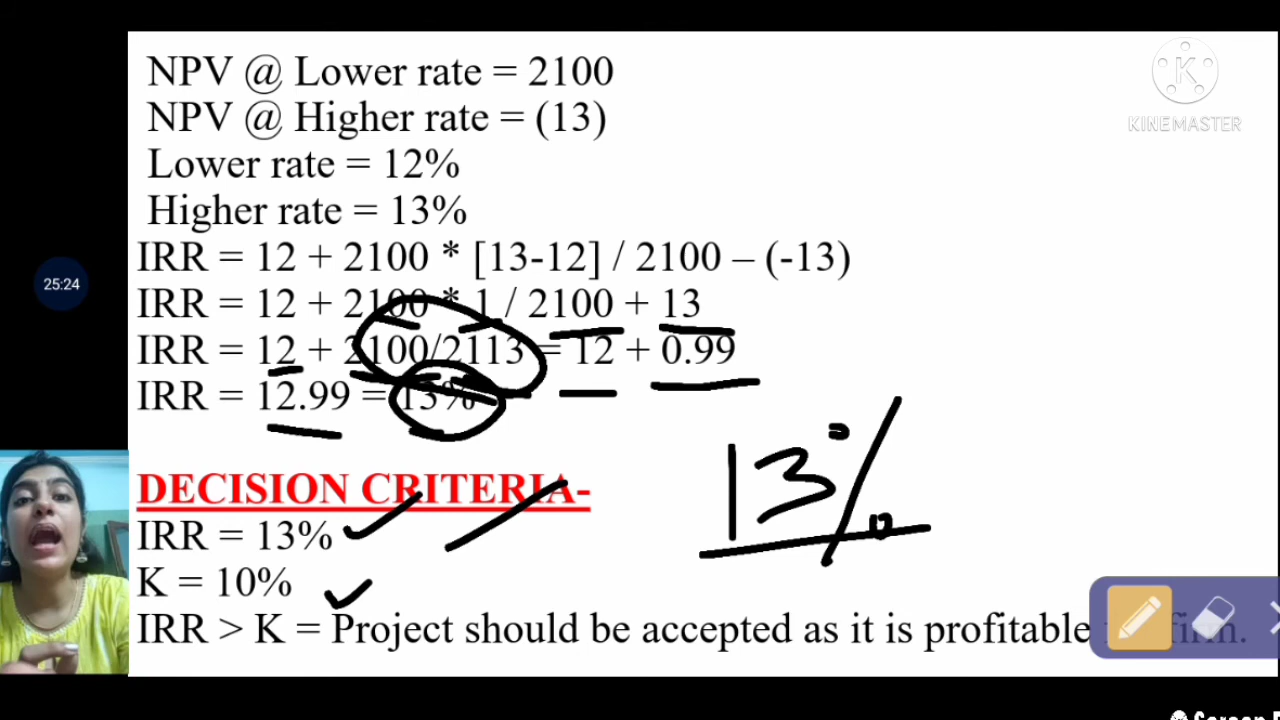 NPV @ Lower rate = 2100
NPV @ Higher rate = (13)
Lower rate = 12%
Higher rate = 13%
IRR = 12 + 2100 * [13-12] / 2100 – (-13)
IRR = 12 + 2100 * 1 / 2100 + 13
IRR = 12 + 2100/2113 = 12 + 0.99
IRR = 12.99 = 13%
13%
DECISION CRITERIA-
IRR = 13%
K = 10%
IRR > K = Project should be accepted as it is profitable firm.
K
KINEMASTER
25:24
Screen